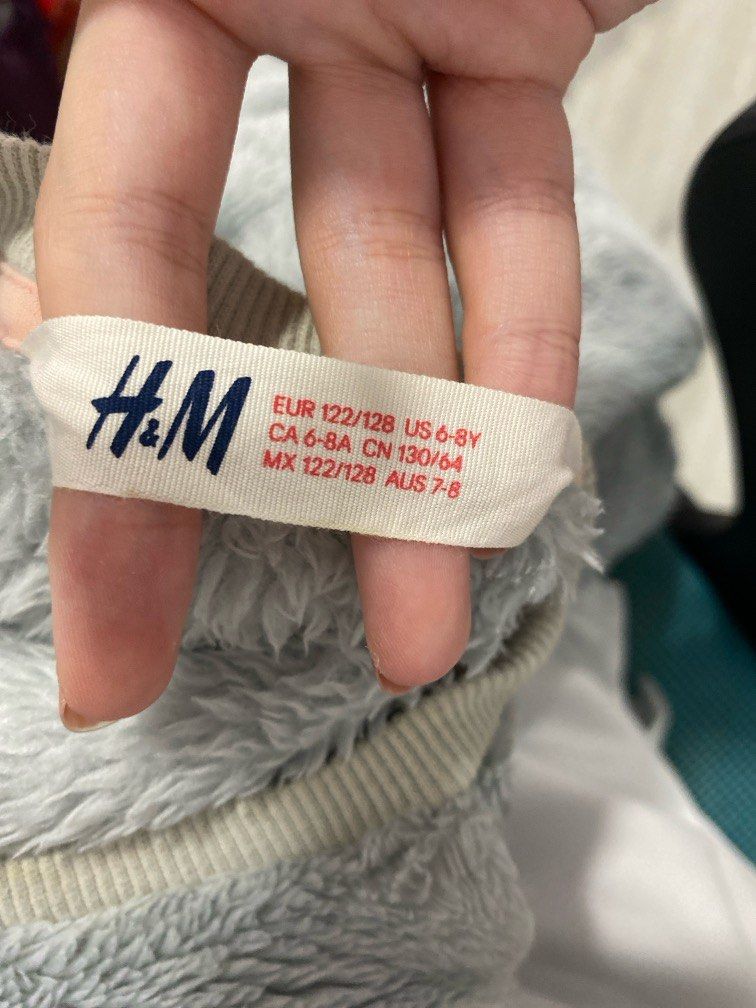 H&M
EUR 122/128 US 6-8Y
CA 6-8A CN 130/64
MX 122/128 AUS 7-8